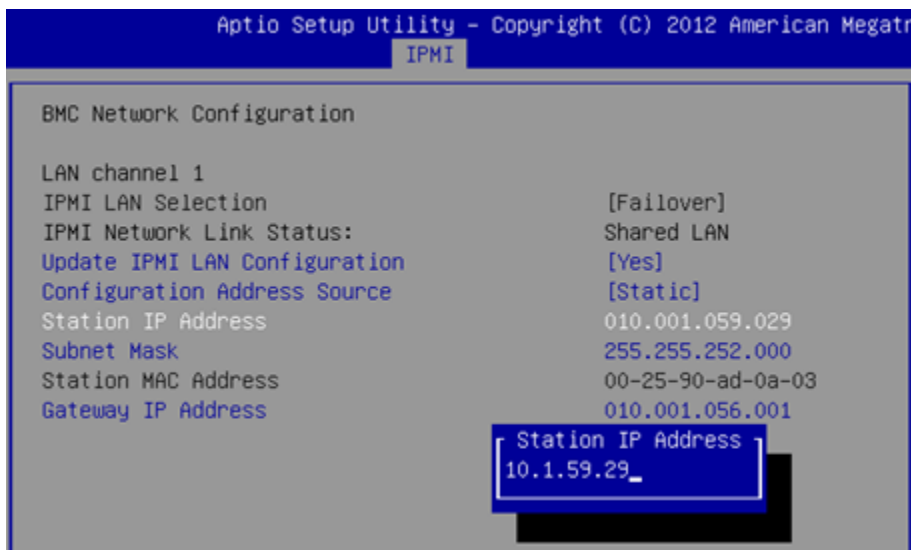 Aptio Setup Utility – Copyright (C) 2012 American
IPMI
BMC Network Configuration
LAN channel 1
IPMI LAN Selection [Failover]
IPMI Network Link Status: Shared LAN
Update IPMI LAN Configuration [Yes]
Configuration Address Source [Static]
Station IP Address 010.001.059.029
Subnet Mask 255.255.252.000
Station MAC Address 00-25-90-ad-0a-03
Gateway IP Address 010.001.056.001
Station IP Address
10.1.59.29_